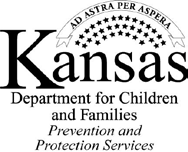 AD ASTRA PER ASPERA
Kansas
Department for Children
and Families
Prevention and
Protection Services